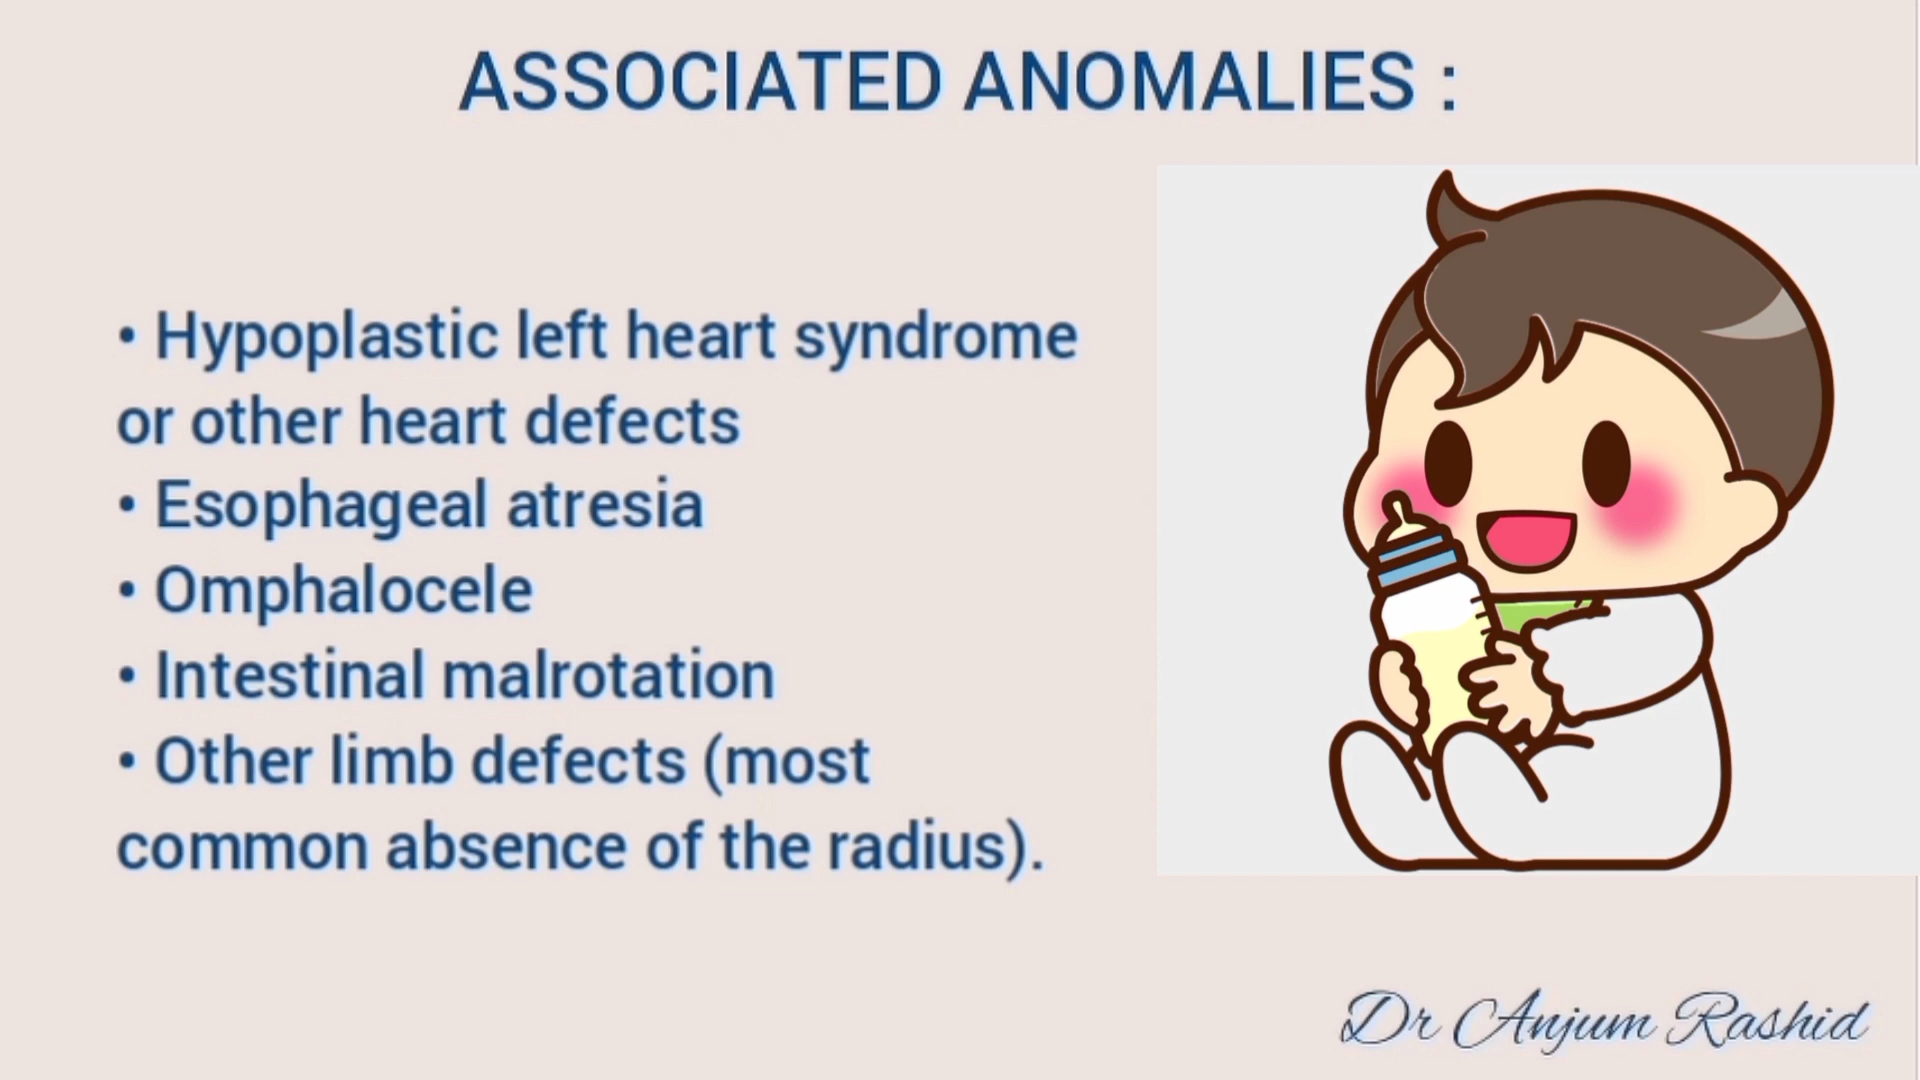 ASSOCIATED ANOMALIES :
• Hypoplastic left heart syndrome
or other heart defects
• Esophageal atresia
• Omphalocele
• Intestinal malrotation
• Other limb defects (most
common absence of the radius).
Dr Anjum Rashid